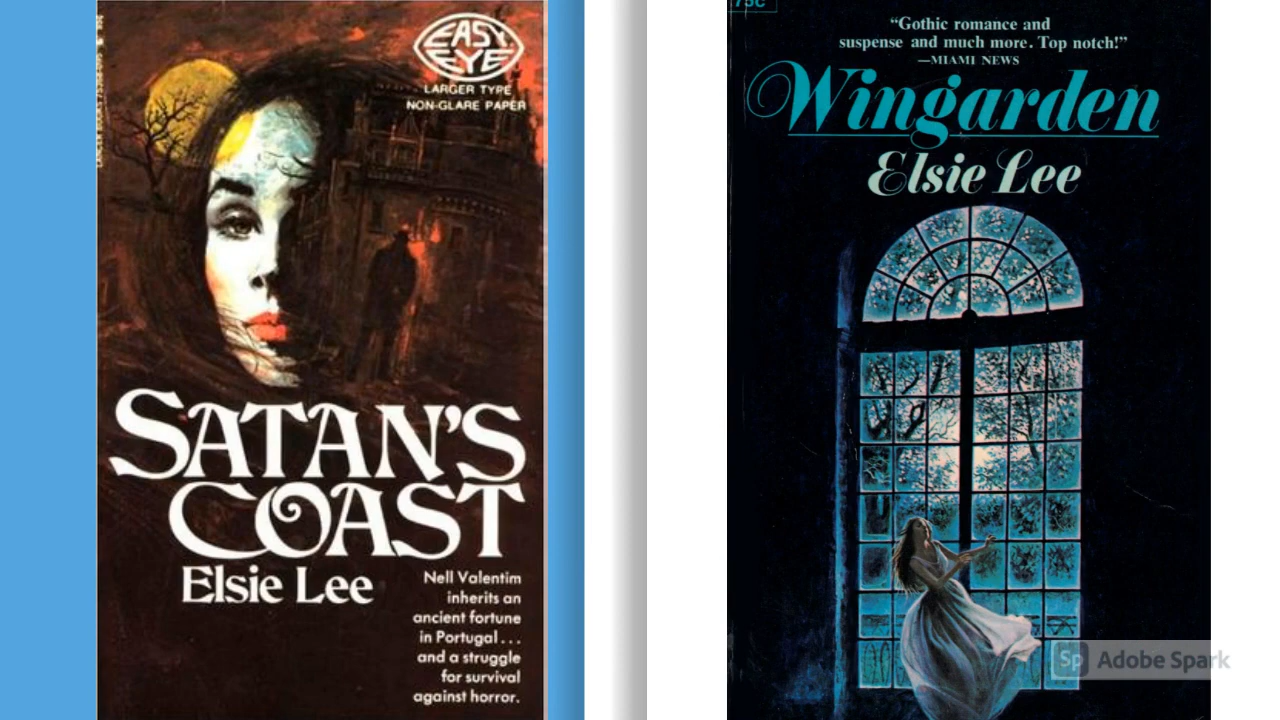 EASY
EYE
LARGER TYPE
NON-GLARE PAPER
SATAN'S
COAST
Elsie Lee
Nell Valentim
inherits an
ancient fortune
in Portugal...
and a struggle
for survival
against horror.
75c
“Gothic romance and
suspense and much more. Top notch!”
—MIAMI NEWS
Wingarden
Elsie Lee
Sp Adobe Spark